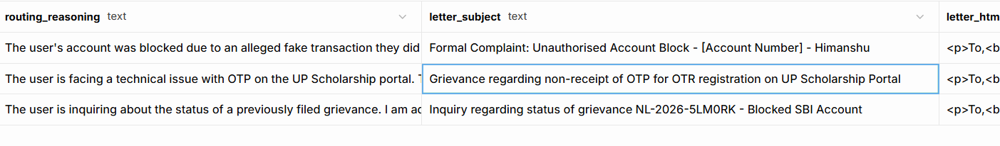 routing_reasoning text letter_subject text letter_htm
The user's account was blocked due to an alleged fake transaction they did Formal Complaint: Unauthorised Account Block - [Account Number] - Himanshu <p>To,<b
The user is facing a technical issue with OTP on the UP Scholarship portal. Grievance regarding non-receipt of OTP for OTR registration on UP Scholarship Portal <p>To,<b
The user is inquiring about the status of a previously filed grievance. I am ac Inquiry regarding status of grievance NL-2026-5LM0RK - Blocked SBI Account <p>To,<b